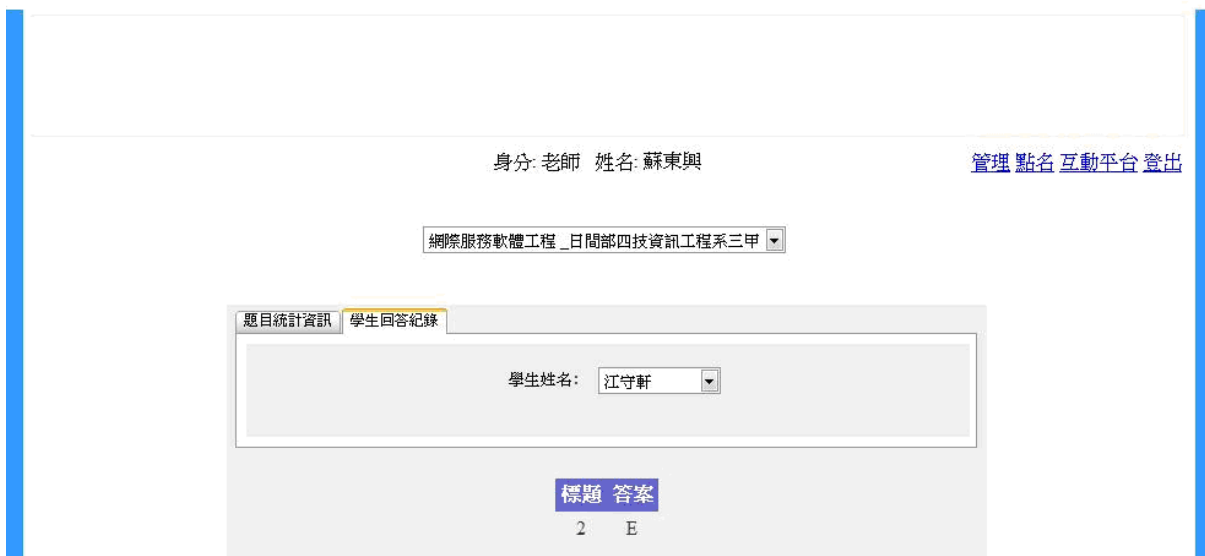 身分: 老師 姓名: 蘇東興
管理 點名 互動平台 登出
網際服務軟體工程 _日間部四技資訊工程系三甲
題目統計資訊 學生回答紀錄
學生姓名: 江守軒
標題 答案
2 E